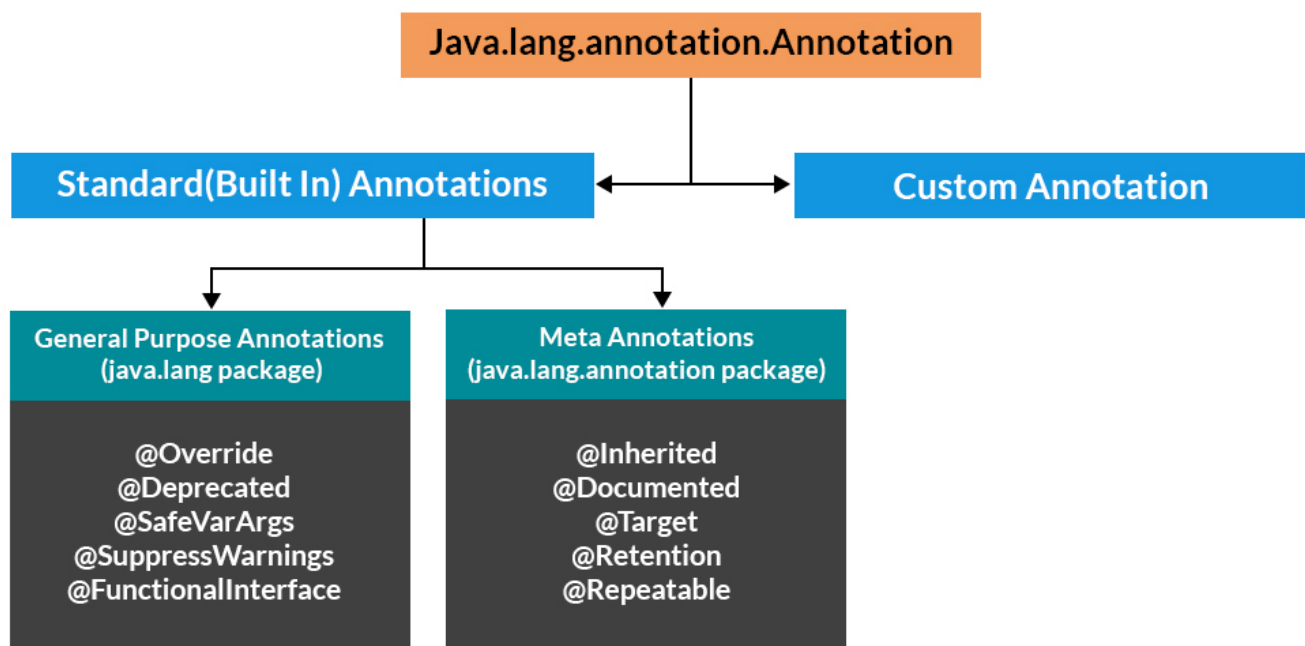 Java.lang.annotation.Annotation
Standard(Built In) Annotations
Custom Annotation
General Purpose Annotations
(java.lang package)
@Override
@Deprecated
@SafeVarArgs
@SuppressWarnings
@FunctionalInterface
Meta Annotations
(java.lang.annotation package)
@Inherited
@Documented
@Target
@Retention
@Repeatable